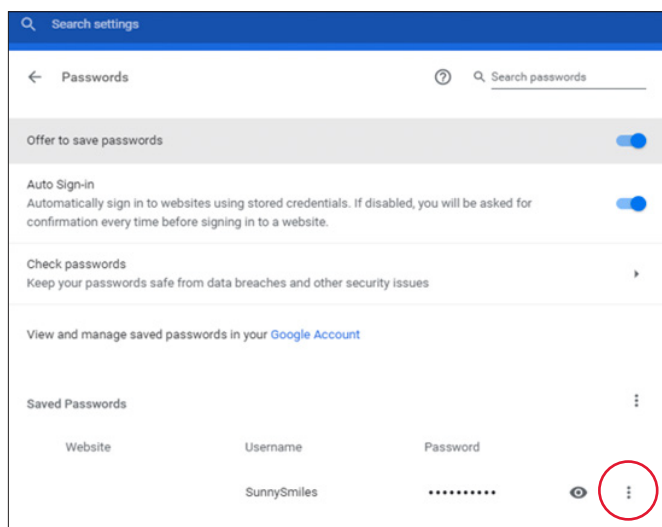 Search settings
Passwords
Search passwords
Offer to save passwords
Auto Sign-in
Automatically sign in to websites using stored credentials. If disabled, you will be asked for
confirmation every time before signing in to a website.
Check passwords
Keep your passwords safe from data breaches and other security issues
View and manage saved passwords in your Google Account
Saved Passwords
Website Username Password
SunnySmiles ••••••••••